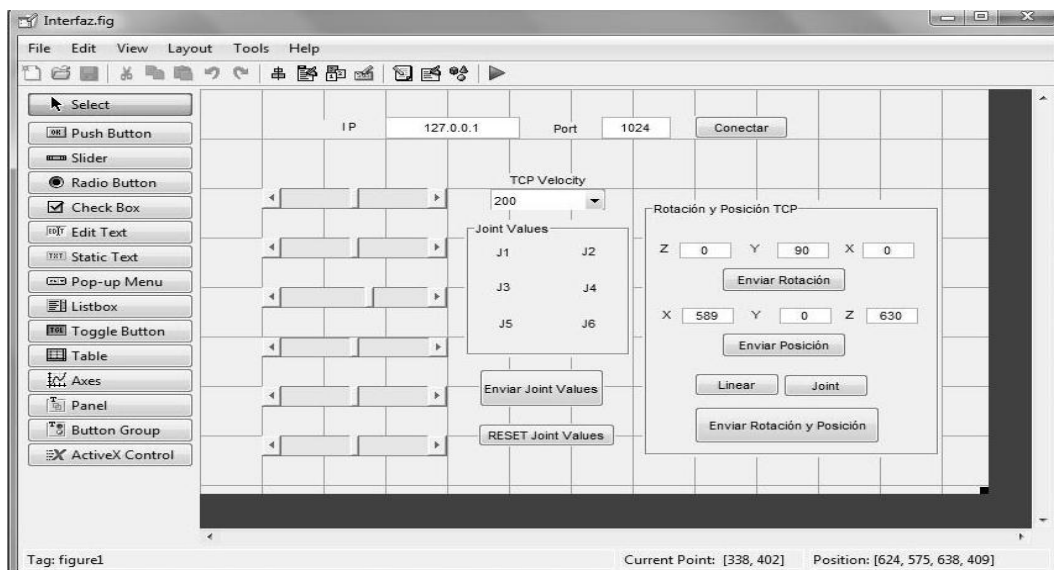 Interfaz.fig
File Edit View Layout Tools Help
Select
OK Push Button
Slider
Radio Button
Check Box
EDIT Edit Text
TXT Static Text
Pop-up Menu
Listbox
TGL Toggle Button
Table
Axes
Panel
Button Group
ActiveX Control
IP 127.0.0.1 Port 1024 Conectar
TCP Velocity
200
Joint Values
J1 J2
J3 J4
J5 J6
Enviar Joint Values
RESET Joint Values
Rotación y Posición TCP
Z 0 Y 90 X 0
Enviar Rotación
X 589 Y 0 Z 630
Enviar Posición
Linear Joint
Enviar Rotación y Posición
Tag: figure1 Current Point: [338, 402] Position: [624, 575, 638, 409]